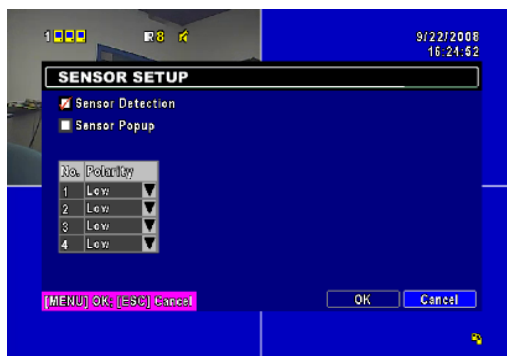 1 R8 9/22/2008
16:24:52
SENSOR SETUP
Sensor Detection
Sensor Popup
No. Polarity
1 Low
2 Low
3 Low
4 Low
[MENU] OK; [ESC] Cancel
OK Cancel